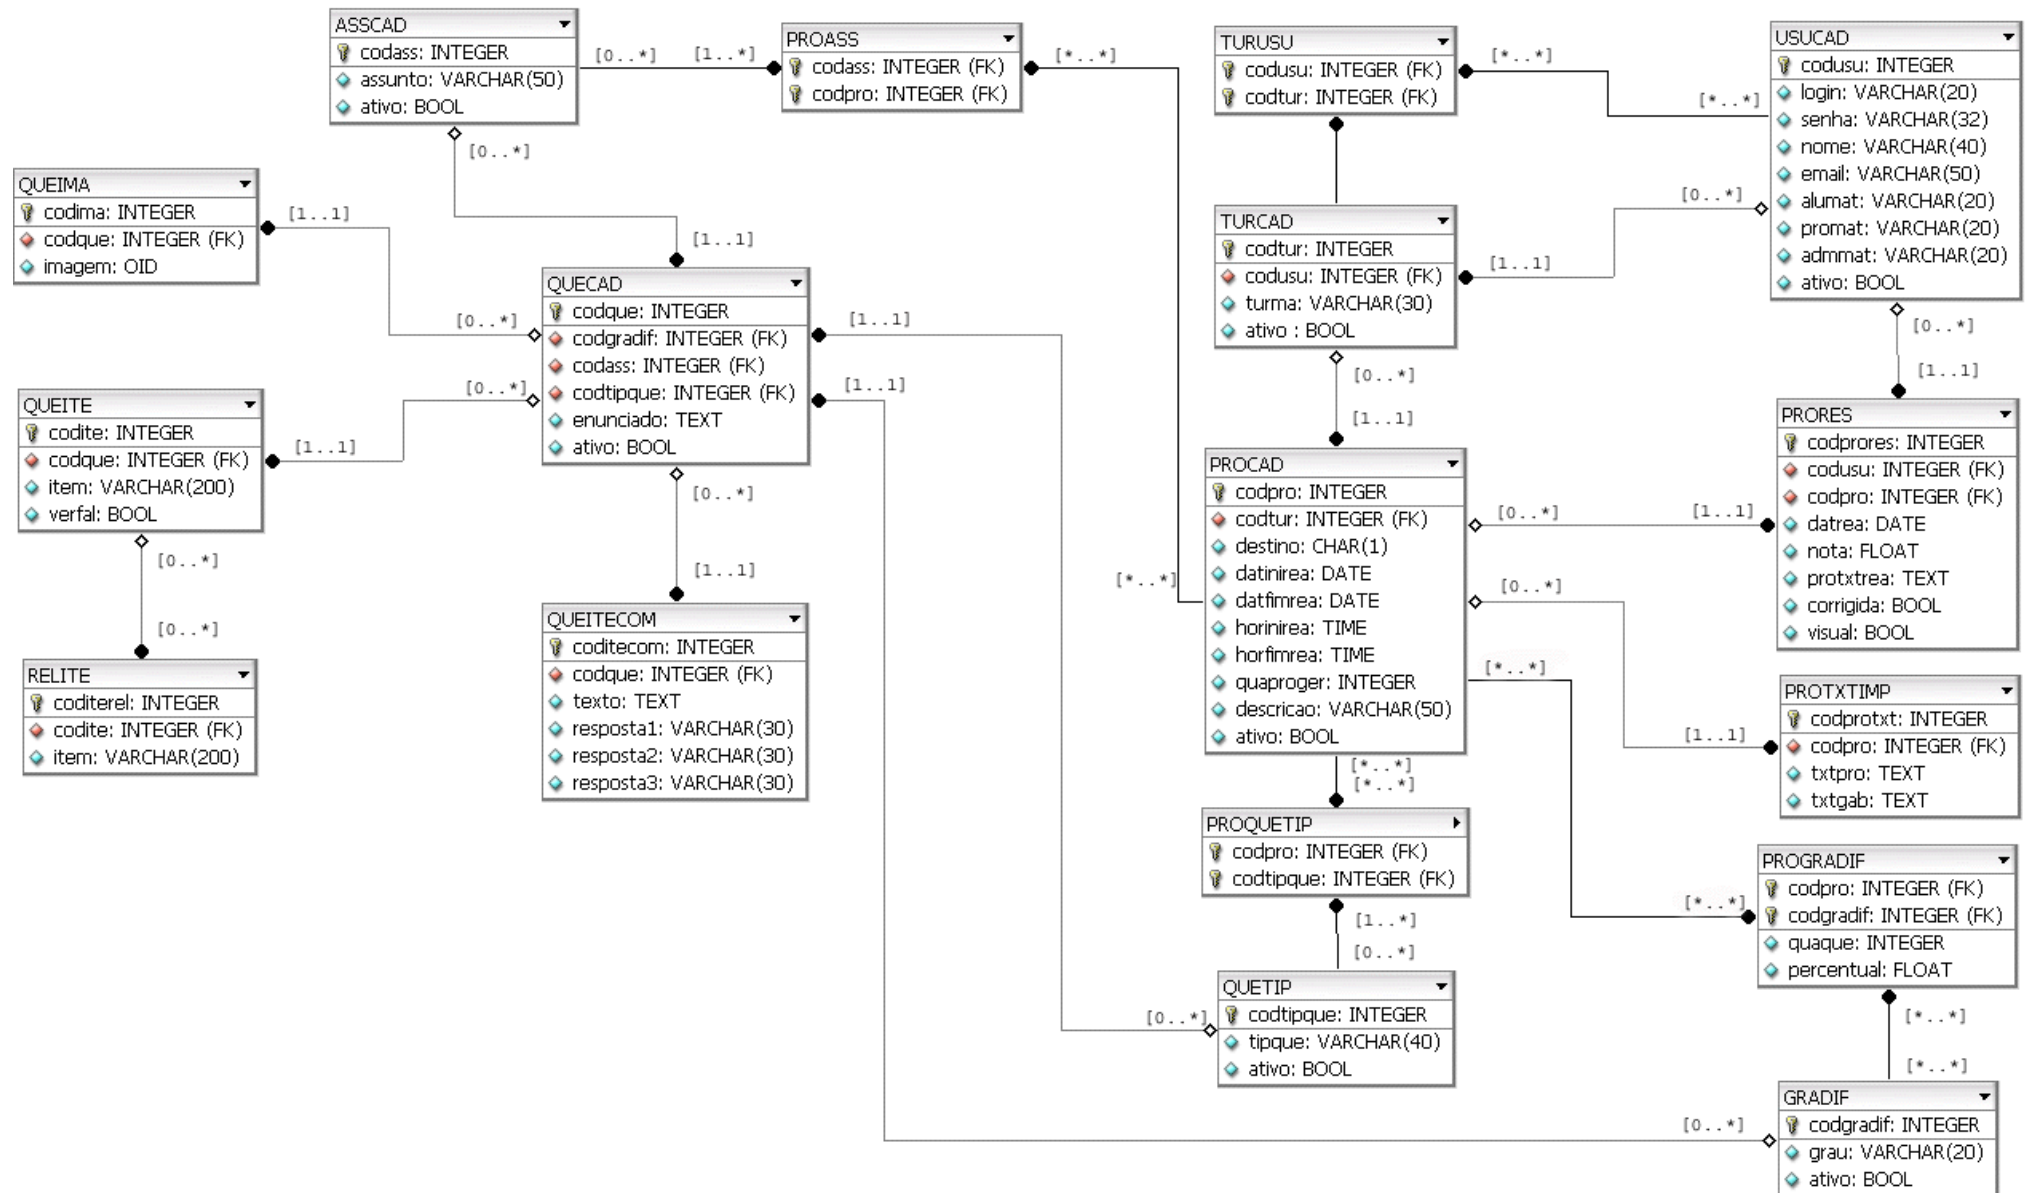 ASSCAD
codass: INTEGER
assunto: VARCHAR(50)
ativo: BOOL
[0..*]
[1..*]
PROASS
codass: INTEGER (FK)
codpro: INTEGER (FK)
[*..*]
TURUSU
codusu: INTEGER (FK)
codtur: INTEGER (FK)
[*..*]
[*..*]
USUCAD
codusu: INTEGER
login: VARCHAR(20)
senha: VARCHAR(32)
nome: VARCHAR(40)
email: VARCHAR(50)
alumat: VARCHAR(20)
promat: VARCHAR(20)
admmat: VARCHAR(20)
ativo: BOOL
[0..*]
[1..1]
QUEIMA
codima: INTEGER
codque: INTEGER (FK)
imagem: OID
[1..1]
[0..*]
[0..*]
[1..1]
TURCAD
codtur: INTEGER
codusu: INTEGER (FK)
turma: VARCHAR(30)
ativo : BOOL
[1..1]
[0..*]
[0..*]
[1..1]
QUECAD
codque: INTEGER
codgradif: INTEGER (FK)
codass: INTEGER (FK)
codtipque: INTEGER (FK)
enunciado: TEXT
ativo: BOOL
[1..1]
[1..1]
[0..*]
QUEITE
codite: INTEGER
codque: INTEGER (FK)
item: VARCHAR(200)
verfal: BOOL
[1..1]
[0..*]
[0..*]
RELITE
coditerel: INTEGER
codite: INTEGER (FK)
item: VARCHAR(200)
[0..*]
[1..1]
QUEITECOM
coditecom: INTEGER
codque: INTEGER (FK)
texto: TEXT
resposta1: VARCHAR(30)
resposta2: VARCHAR(30)
resposta3: VARCHAR(30)
PROCAD
codpro: INTEGER
codtur: INTEGER (FK)
destino: CHAR(1)
datinirea: DATE
datfimrea: DATE
horinirea: TIME
horfimrea: TIME
quaproger: INTEGER
descricao: VARCHAR(50)
ativo: BOOL
[*..*]
[0..*]
[1..1]
[0..*]
[*..*]
PRORES
codprores: INTEGER
codusu: INTEGER (FK)
codpro: INTEGER (FK)
datrea: DATE
nota: FLOAT
protxtrea: TEXT
corrigida: BOOL
visual: BOOL
PROTXTIMP
codprotxt: INTEGER
codpro: INTEGER (FK)
txtpro: TEXT
txtgab: TEXT
[1..1]
[*..*]
[*..*]
PROQUETIP
codpro: INTEGER (FK)
codtipque: INTEGER (FK)
[1..*]
[0..*]
PROGRADIF
codpro: INTEGER (FK)
codgradif: INTEGER (FK)
quaque: INTEGER
percentual: FLOAT
[*..*]
[*..*]
[*..*]
QUETIP
codtipque: INTEGER
tipque: VARCHAR(40)
ativo: BOOL
[0..*]
GRADIF
codgradif: INTEGER
grau: VARCHAR(20)
ativo: BOOL
[0..*]